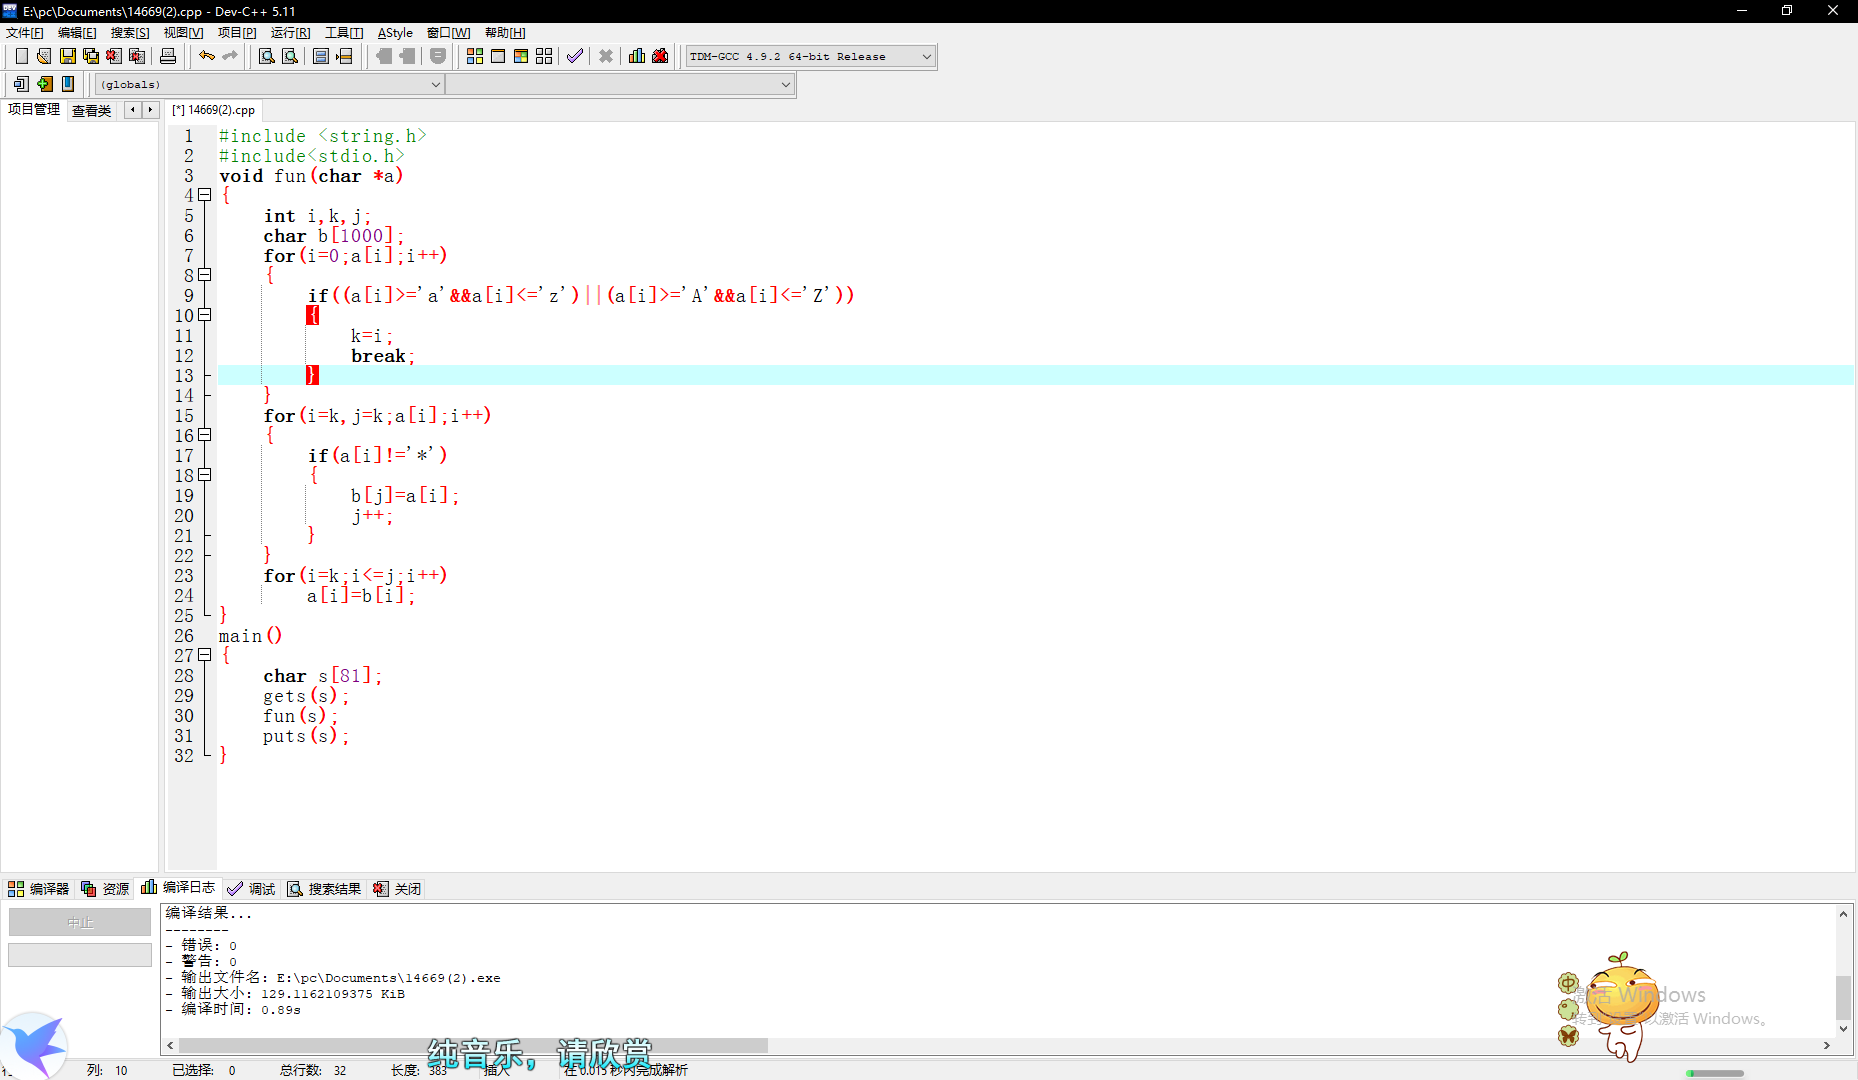 E:\pc\Documents\14669(2).cpp - Dev-C++ 5.11
文件[F] 编辑[E] 搜索[S] 视图[V] 项目[P] 运行[R] 工具[T] AStyle 窗口[W] 帮助[H]
TDM-GCC 4.9.2 64-bit Release
(globals)
项目管理 查看类 [*] 14669(2).cpp
1 #include <string.h>
2 #include<stdio.h>
3 void fun(char *a)
4 {
5 int i,k,j;
6 char b[1000];
7 for(i=0;a[i];i++)
8 {
9 if((a[i]>='a'&&a[i]<='z')||(a[i]>='A'&&a[i]<='Z'))
10 {
11 k=i;
12 break;
13 }
14 }
15 for(i=k,j=k;a[i];i++)
16 {
17 if(a[i]!='*')
18 {
19 b[j]=a[i];
20 j++;
21 }
22 }
23 for(i=k;i<=j;i++)
24 a[i]=b[i];
25 }
26 main()
27 {
28 char s[81];
29 gets(s);
30 fun(s);
31 puts(s);
32 }
编译器 资源 编译日志 调试 搜索结果 关闭
中止
编译结果...
--------
- 错误: 0
- 警告: 0
- 输出文件名: E:\pc\Documents\14669(2).exe
- 输出大小: 129.1162109375 KiB
- 编译时间: 0.89s
中
激活 Windows
以激活 Windows。
纯音乐，请欣赏
列: 10 已选择: 0 总行数: 32 长度: 383 插入 在 0.015 秒内完成解析